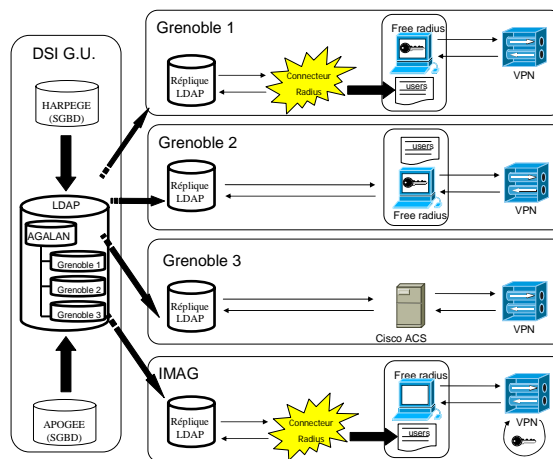 DSI G.U.
HARPEGE
(SGBD)
LDAP
AGALAN
Grenoble 1
Grenoble 2
Grenoble 3
APOGEE
(SGBD)
Grenoble 1
Réplique
LDAP
Connecteur
Radius
Free radius
users
VPN
Grenoble 2
Réplique
LDAP
users
Free radius
VPN
Grenoble 3
Réplique
LDAP
Cisco ACS
VPN
IMAG
Réplique
LDAP
Connecteur
Radius
Free radius
users
VPN